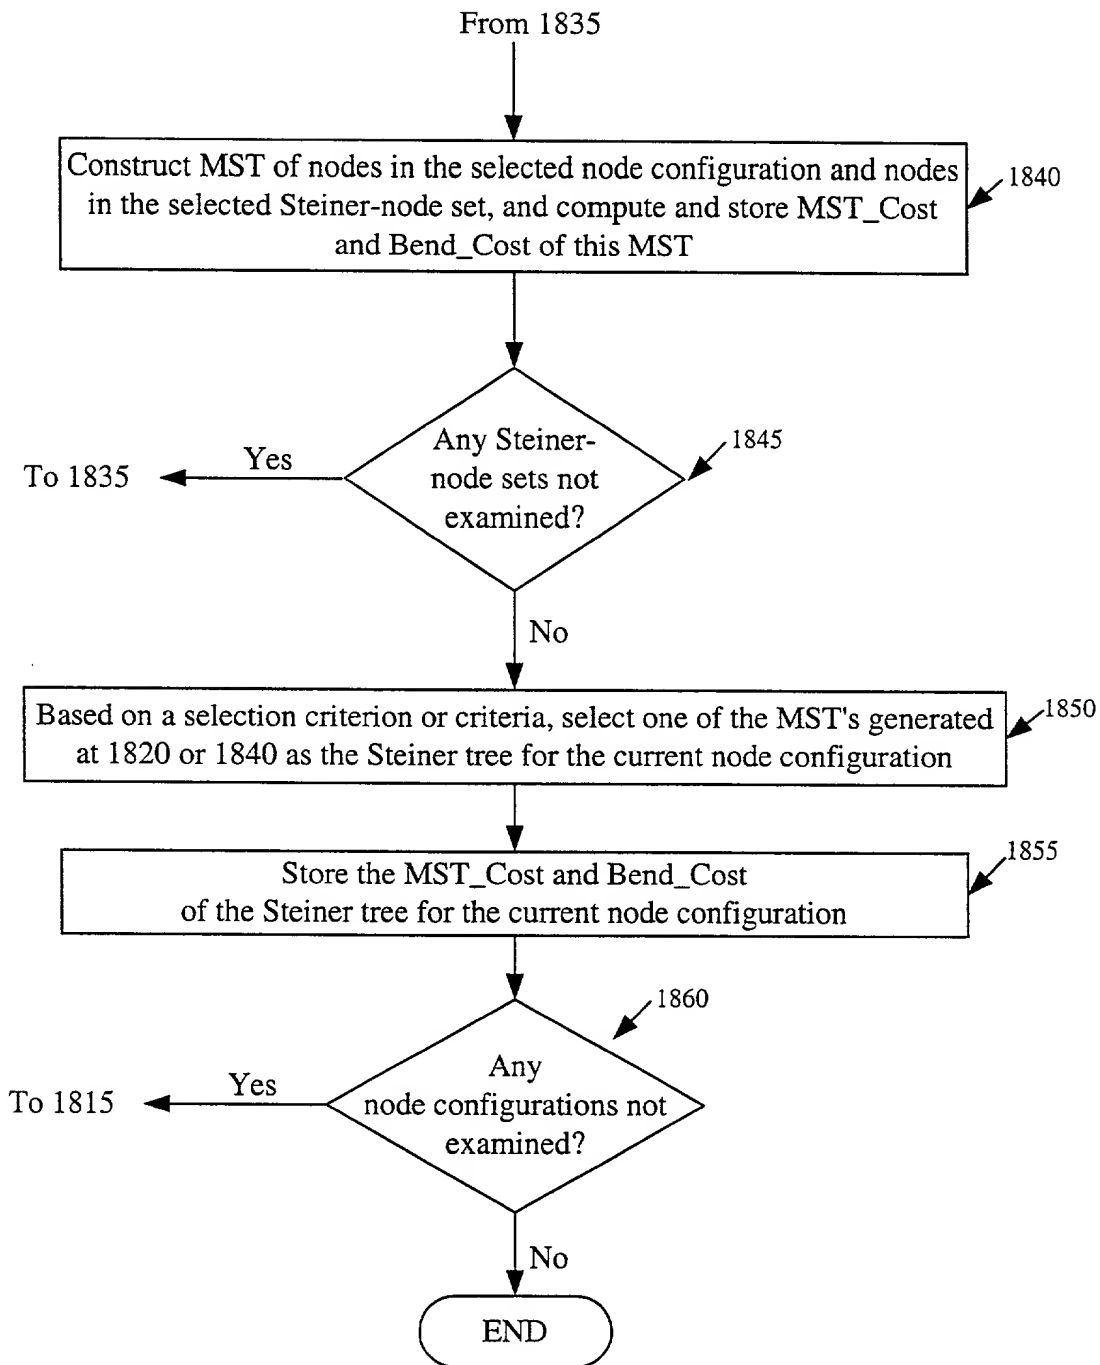 From 1835
Construct MST of nodes in the selected node configuration and nodes
in the selected Steiner-node set, and compute and store MST_Cost
and Bend_Cost of this MST
1840
Any Steiner-
node sets not
examined?
1845
Yes
To 1835
No
Based on a selection criterion or criteria, select one of the MST's generated
at 1820 or 1840 as the Steiner tree for the current node configuration
1850
Store the MST_Cost and Bend_Cost
of the Steiner tree for the current node configuration
1855
1860
Any
node configurations not
examined?
Yes
To 1815
No
END